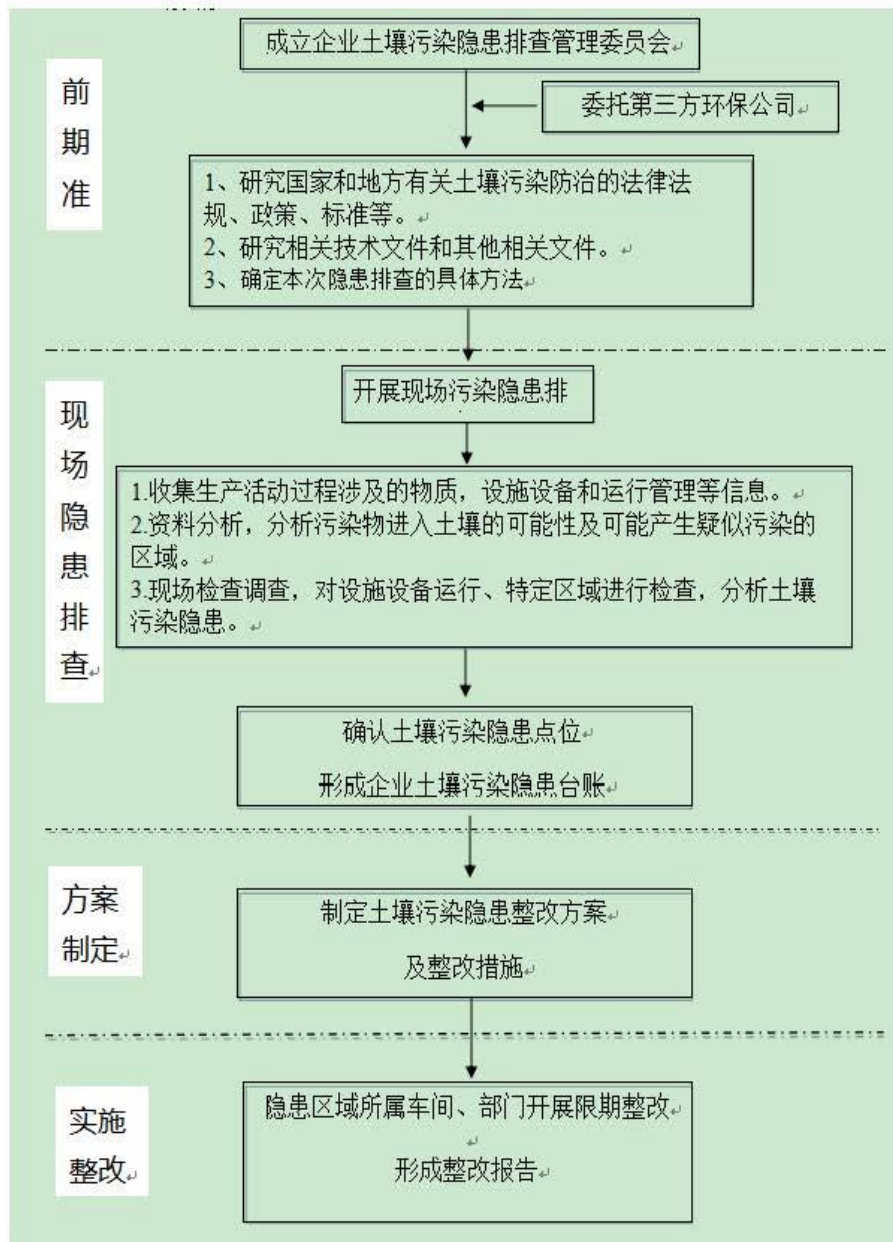 成立企业土壤污染隐患排查管理委员会
委托第三方环保公司
前
期
准
1、研究国家和地方有关土壤污染防治的法律法
规、政策、标准等。
2、研究相关技术文件和其他相关文件。
3、确定本次隐患排查的具体方法
开展现场污染隐患排
现
场
隐
患
排
查
1.收集生产活动过程涉及的物质，设施设备和运行管理等信息。
2.资料分析，分析污染物进入土壤的可能性及可能产生疑似污染的
区域。
3.现场检查调查，对设施设备运行、特定区域进行检查，分析土壤
污染隐患。
确认土壤污染隐患点位
形成企业土壤污染隐患台账
方案
制定
制定土壤污染隐患整改方案
及整改措施
实施
整改
隐患区域所属车间、部门开展限期整改
形成整改报告